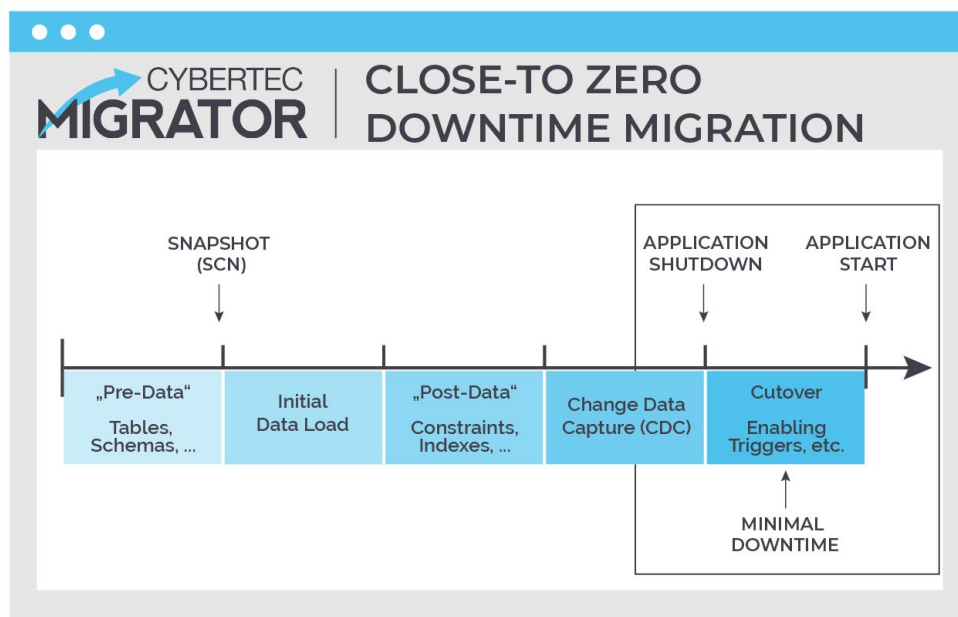 CYBERTEC
MIGRATOR
CLOSE-TO ZERO
DOWNTIME MIGRATION
SNAPSHOT
(SCN)
APPLICATION
SHUTDOWN
APPLICATION
START
„Pre-Data“
Tables,
Schemas, ...
Initial
Data Load
„Post-Data“
Constraints,
Indexes, ...
Change Data
Capture (CDC)
Cutover
Enabling
Triggers, etc.
MINIMAL
DOWNTIME